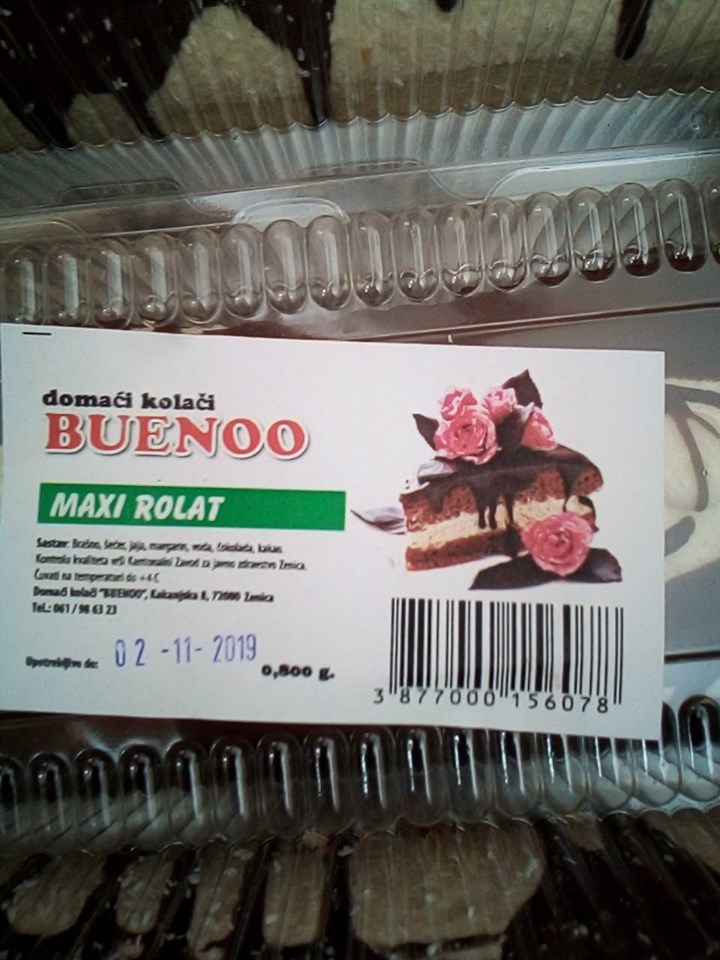 domaći kolači
BUENOO
MAXI ROLAT
Sastav: Brašno, šećer, jaja, margarin, voda, čokolada, kakao.
Kontrolu kvaliteta vrši Kantonalni Zavod za javno zdravstvo Zenica.
Čuvati na temperaturi do +4 C
Domaći kolači "BUENOO", Kakanjska 8, 72000 Zenica
Tel.: 061 / 98 63 23
Upotrebljivo do: 02 -11- 2019
0,800 g.
3 877000 156078